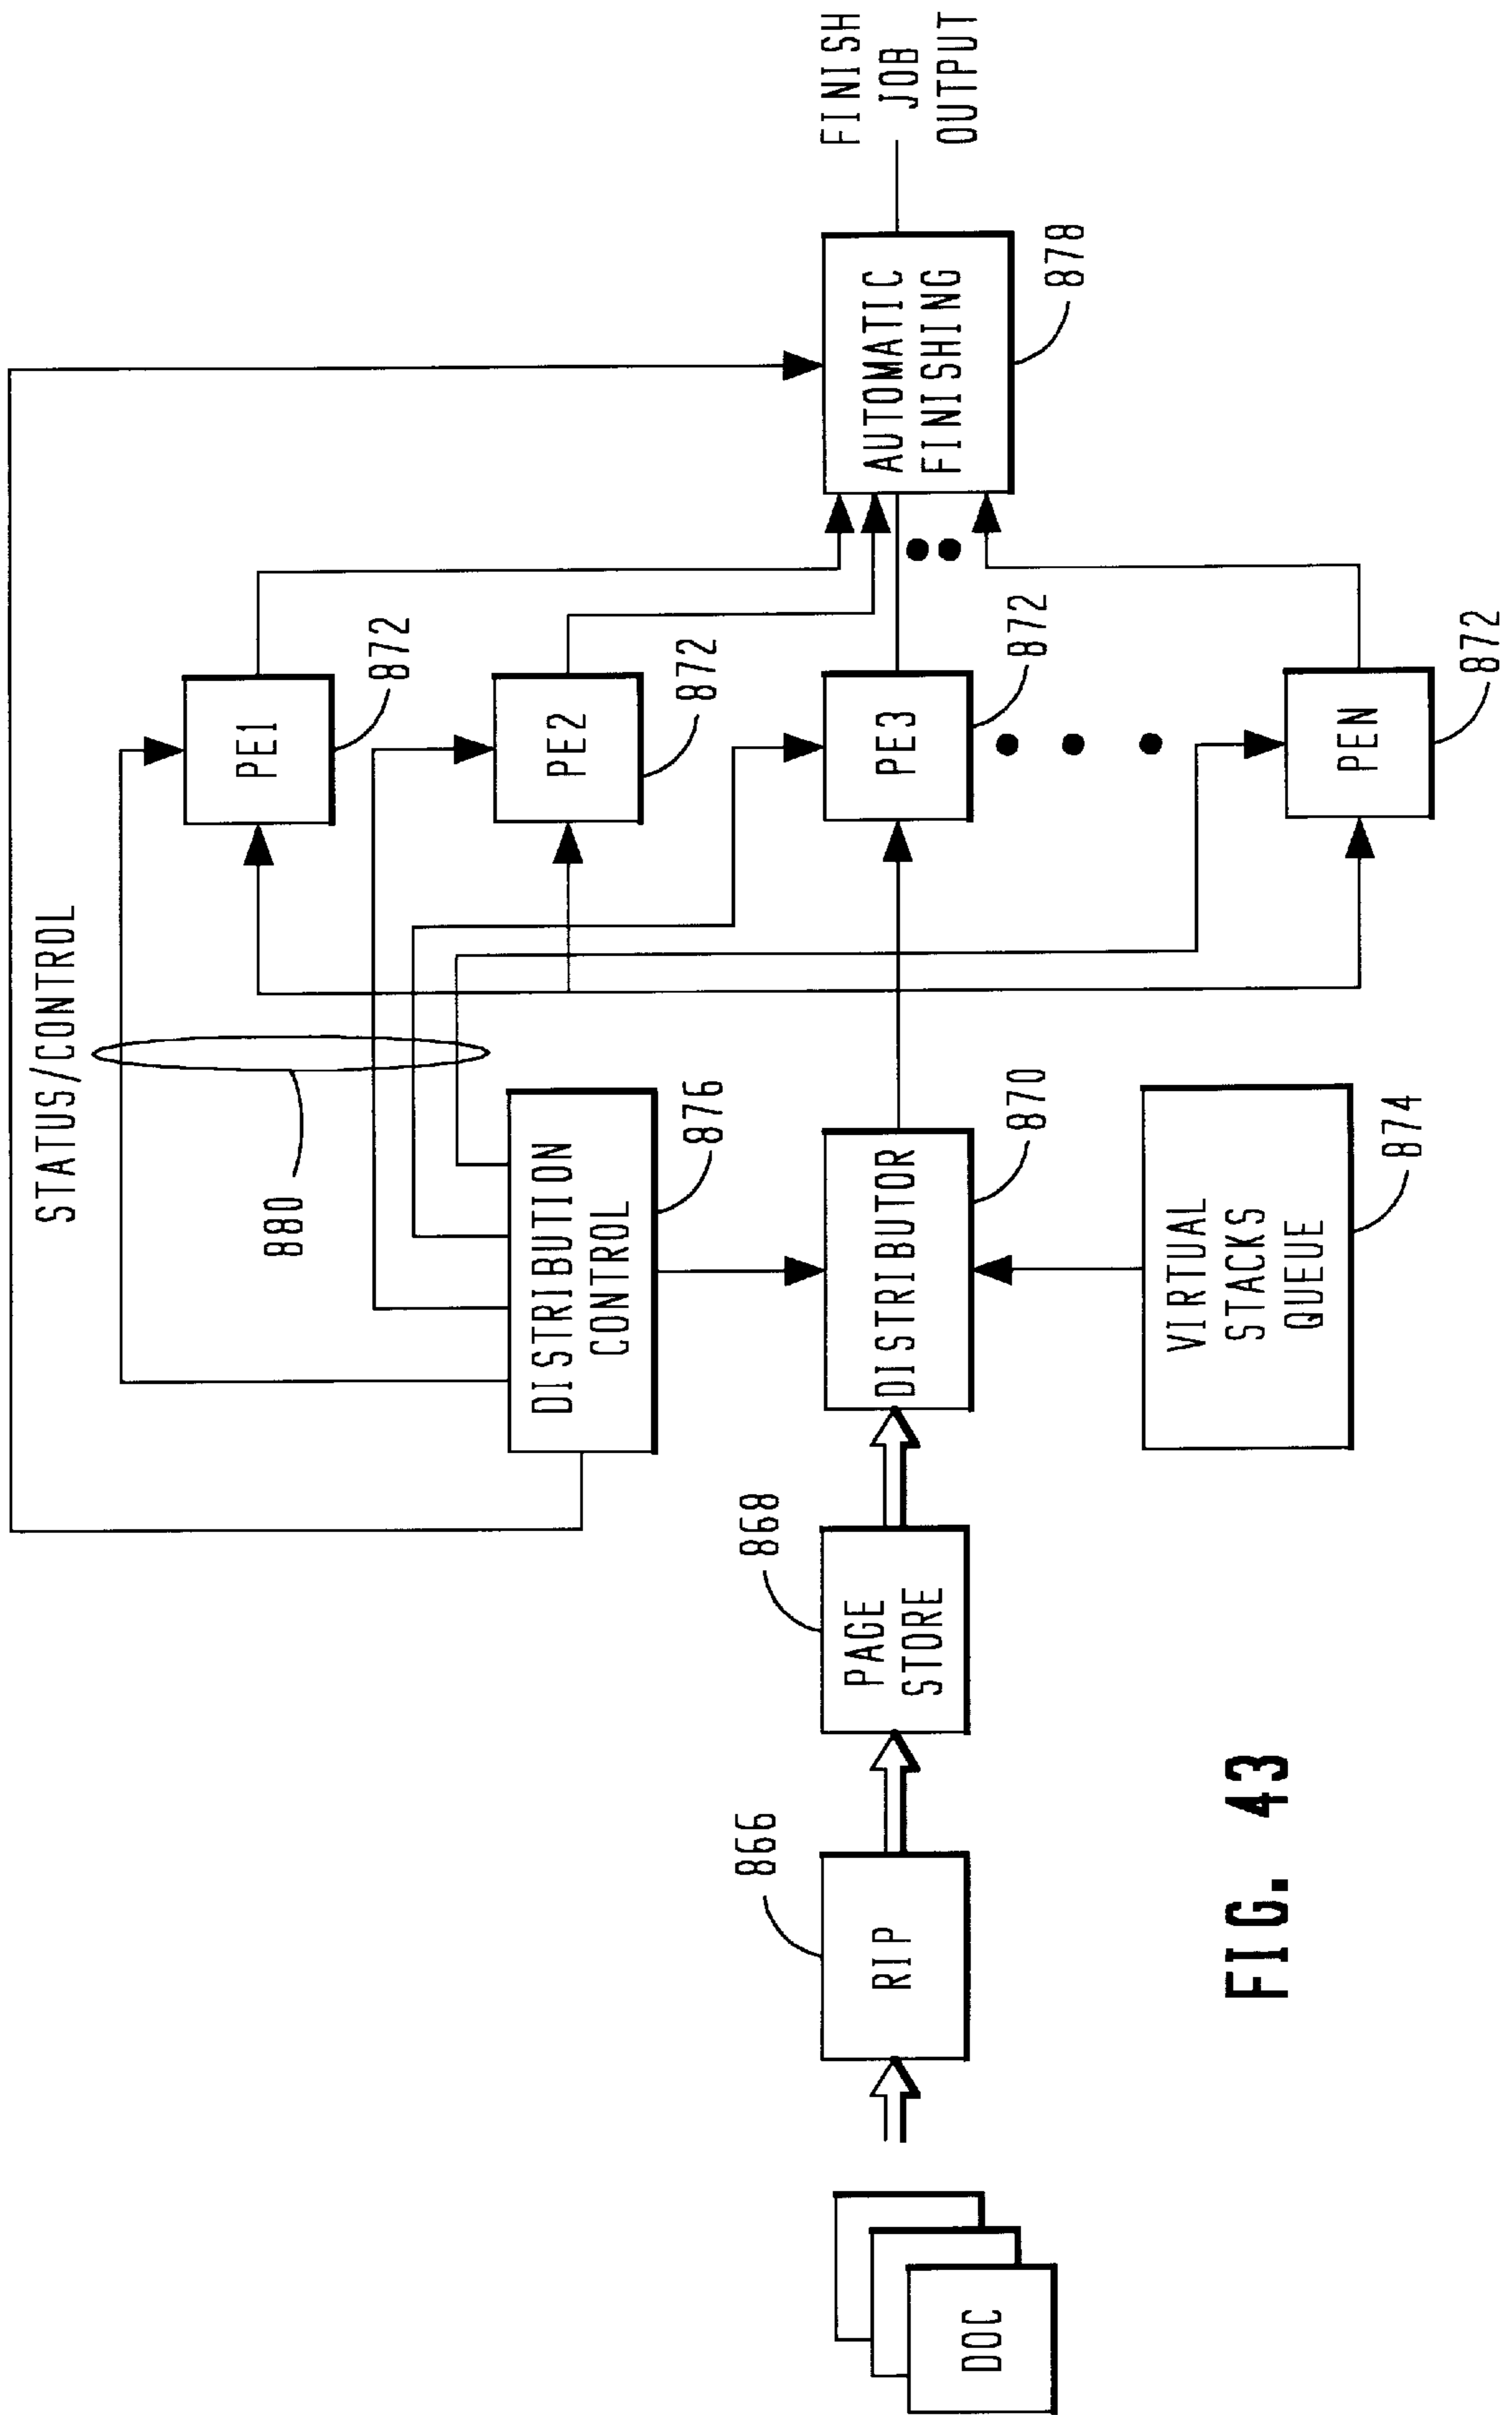 STATUS/CONTROL
880
PE1
872
PE2
872
PE3
872
PEN
872
DISTRIBUTION
CONTROL
876
AUTOMATIC
FINISHING
878
FINISH
JOB
OUTPUT
DOC
RIP
866
PAGE
STORE
868
DISTRIBUTOR
870
VIRTUAL
STACKS
QUEUE
874
FIG. 43